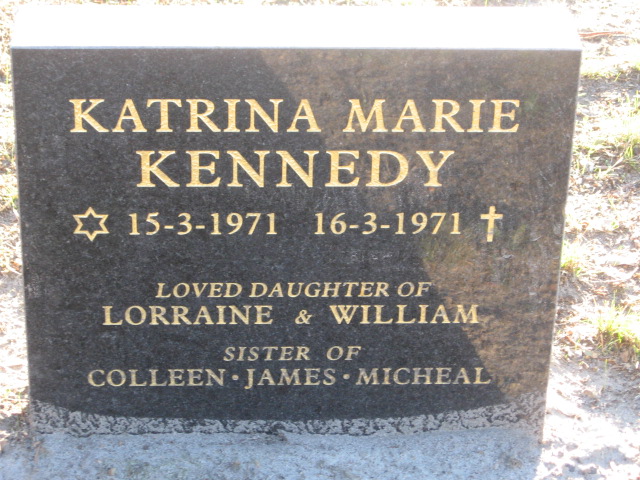 KATRINA MARIE
KENNEDY
✡ 15-3-1971 16-3-1971 ✝
LOVED DAUGHTER OF
LORRAINE & WILLIAM
SISTER OF
COLLEEN · JAMES · MICHEAL